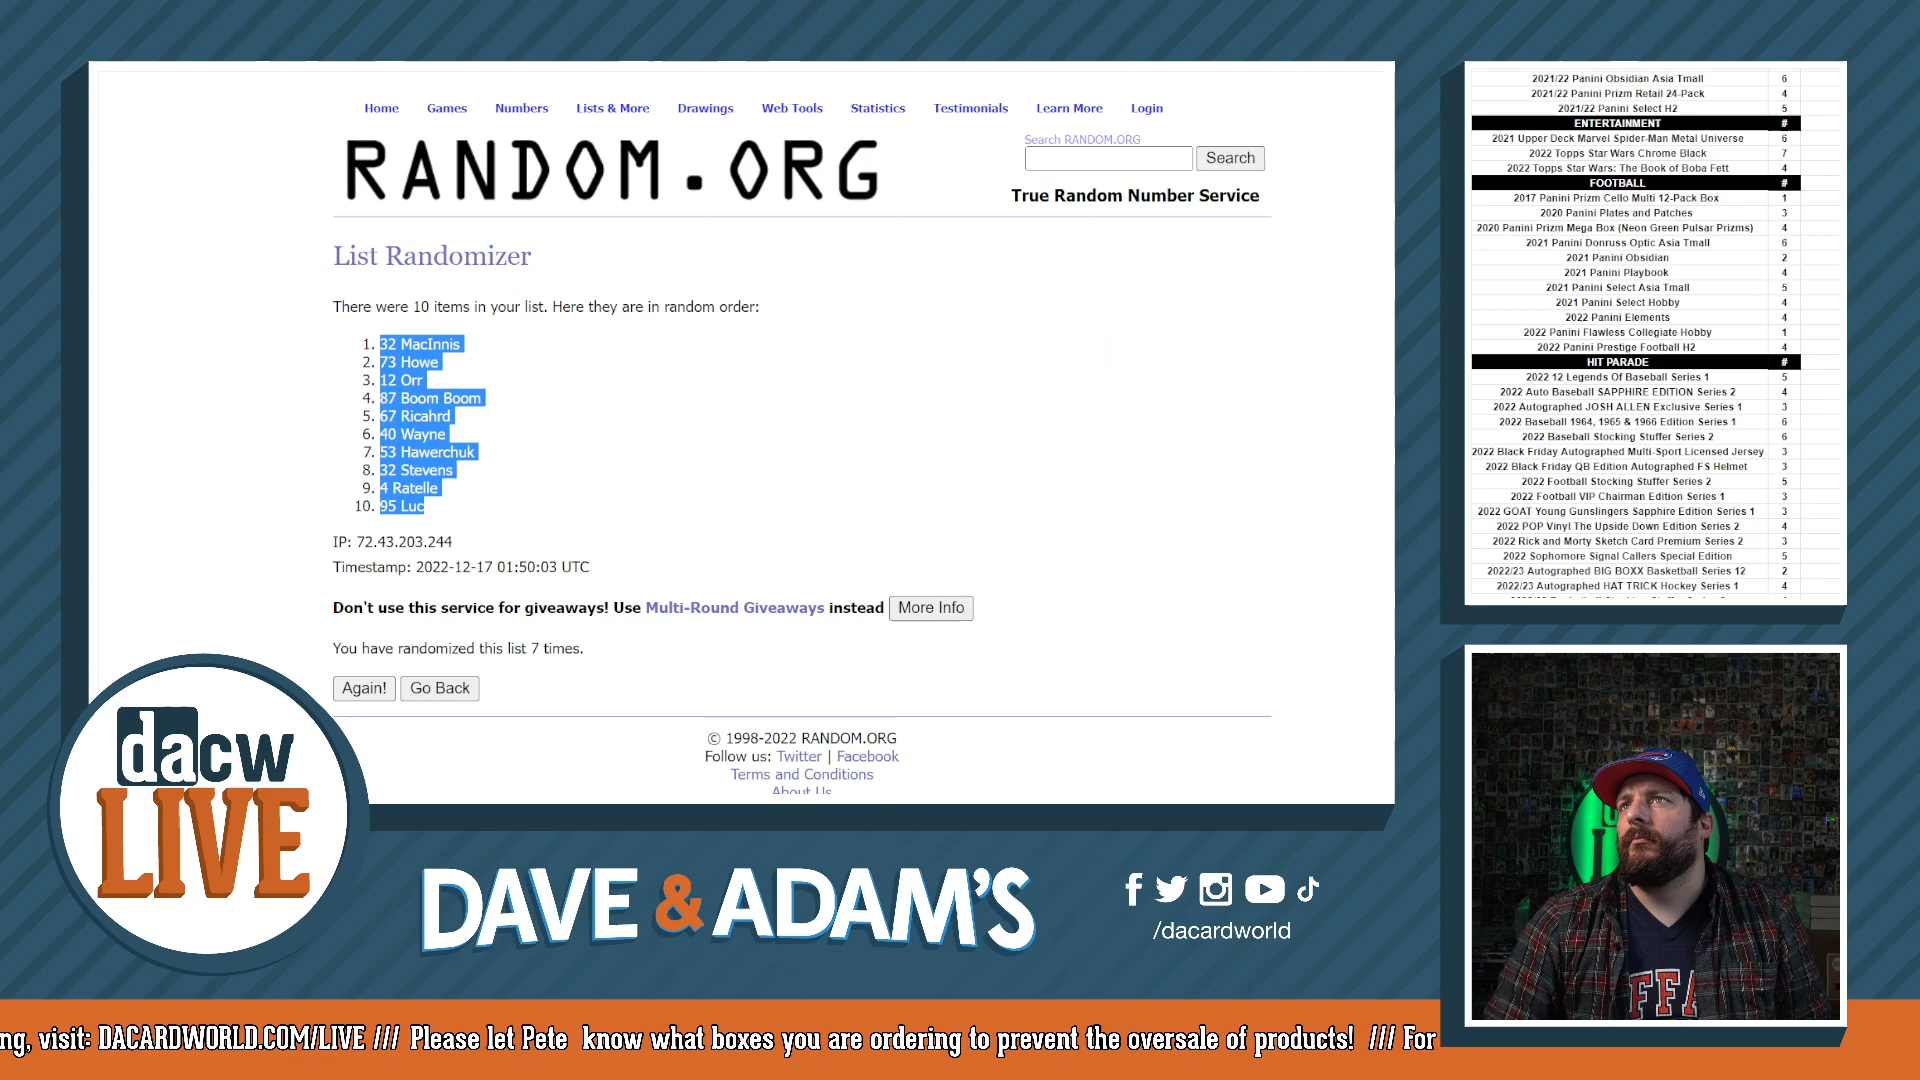 Home Games Numbers Lists & More Drawings Web Tools Statistics Testimonials Learn More Login
RANDOM.ORG
Search RANDOM.ORG
Search
True Random Number Service
List Randomizer
There were 10 items in your list. Here they are in random order:
1. 32 MacInnis
2. 73 Howe
3. 12 Orr
4. 87 Boom Boom
5. 67 Ricahrd
6. 40 Wayne
7. 53 Hawerchuk
8. 32 Stevens
9. 4 Ratelle
10. 95 Luc
IP: 72.43.203.244
Timestamp: 2022-12-17 01:50:03 UTC
Don't use this service for giveaways! Use Multi-Round Giveaways instead More Info
You have randomized this list 7 times.
Again! Go Back
© 1998-2022 RANDOM.ORG
Follow us: Twitter | Facebook
Terms and Conditions
About Us
2021/22 Panini Obsidian Asia Tmall 6
2021/22 Panini Prizm Retail 24-Pack 4
2021/22 Panini Select H2 5
ENTERTAINMENT #
2021 Upper Deck Marvel Spider-Man Metal Universe 6
2022 Topps Star Wars Chrome Black 7
2022 Topps Star Wars: The Book of Boba Fett 4
FOOTBALL #
2017 Panini Prizm Cello Multi 12-Pack Box 1
2020 Panini Plates and Patches 3
2020 Panini Prizm Mega Box (Neon Green Pulsar Prizms) 4
2021 Panini Donruss Optic Asia Tmall 6
2021 Panini Obsidian 2
2021 Panini Playbook 4
2021 Panini Select Asia Tmall 5
2021 Panini Select Hobby 4
2022 Panini Elements 4
2022 Panini Flawless Collegiate Hobby 1
2022 Panini Prestige Football H2 4
HIT PARADE #
2022 12 Legends Of Baseball Series 1 5
2022 Auto Baseball SAPPHIRE EDITION Series 2 4
2022 Autographed JOSH ALLEN Exclusive Series 1 3
2022 Baseball 1964, 1965 & 1966 Edition Series 1 6
2022 Baseball Stocking Stuffer Series 2 6
2022 Black Friday Autographed Multi-Sport Licensed Jersey 3
2022 Black Friday QB Edition Autographed FS Helmet 3
2022 Football Stocking Stuffer Series 2 5
2022 Football VIP Chairman Edition Series 1 3
2022 GOAT Young Gunslingers Sapphire Edition Series 1 3
2022 POP Vinyl The Upside Down Edition Series 2 4
2022 Rick and Morty Sketch Card Premium Series 2 3
2022 Sophomore Signal Callers Special Edition 5
2022/23 Autographed BIG BOXX Basketball Series 12 2
2022/23 Autographed HAT TRICK Hockey Series 1 4
dacw
LIVE
DAVE & ADAM'S
/dacardworld
FFA
ng, visit: DACARDWORLD.COM/LIVE /// Please let Pete know what boxes you are ordering to prevent the oversale of products! /// For